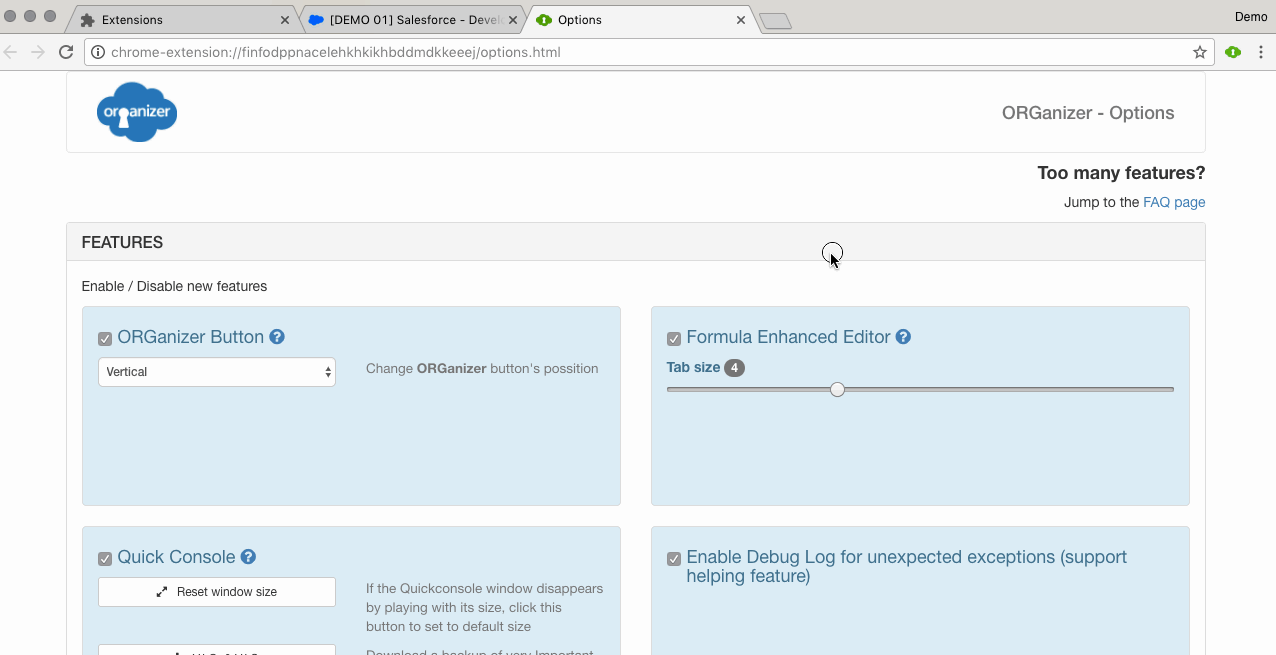 Extensions
[DEMO 01] Salesforce - Devel
Options
Demo
chrome-extension://finfodppnacelehkhkikhbddmdkkeeej/options.html
organizer
ORGanizer - Options
Too many features?
Jump to the FAQ page
FEATURES
Enable / Disable new features
ORGanizer Button
Vertical
Change ORGanizer button's possition
Formula Enhanced Editor
Tab size 4
Quick Console
Reset window size
If the Quickconsole window disappears
by playing with its size, click this
button to set to default size
Enable Debug Log for unexpected exceptions (support
helping feature)
Download a backup of very Important